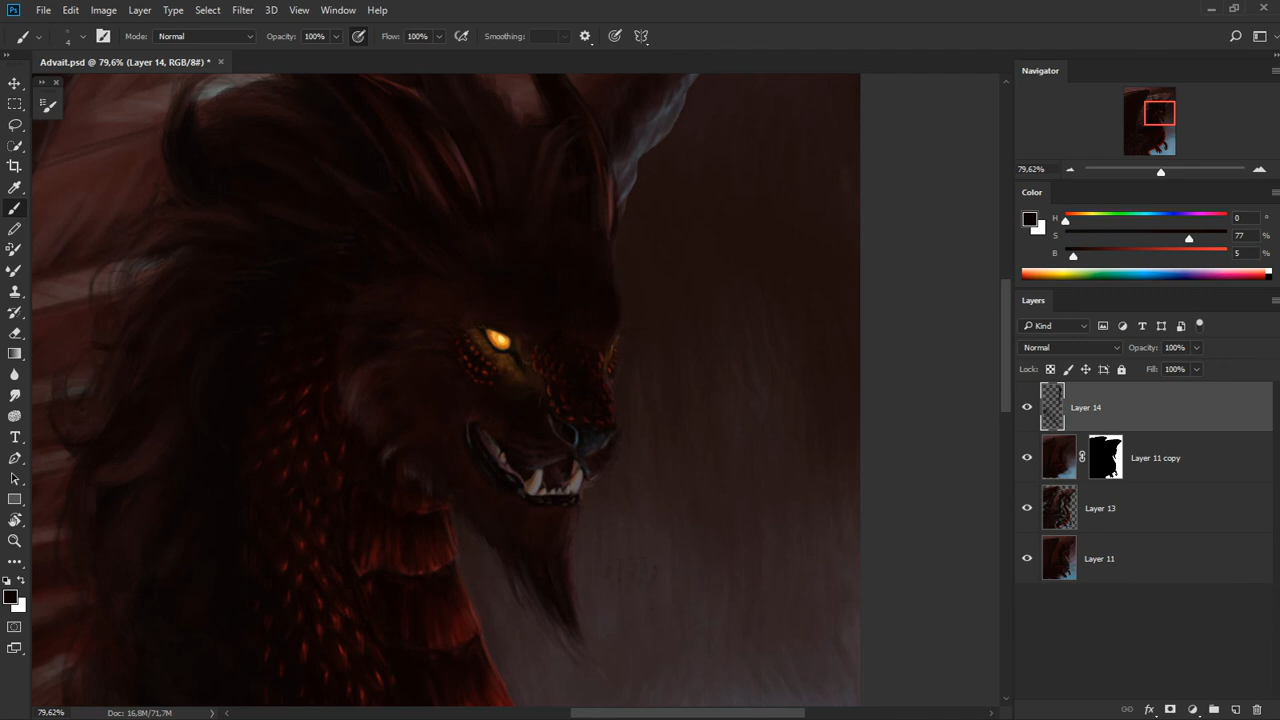 Ps File Edit Image Layer Type Select Filter 3D View Window Help
4 Mode: Normal Opacity: 100% Flow: 100% Smoothing:
Advait.psd @ 79,6% (Layer 14, RGB/8#) * ×
Navigator
79,62%
Color
H 0 °
S 77 %
B 5 %
Layers
Kind
Normal Opacity: 100%
Lock: Fill: 100%
Layer 14
Layer 11 copy
Layer 13
Layer 11
79,62% Doc: 16,8M/71,7M